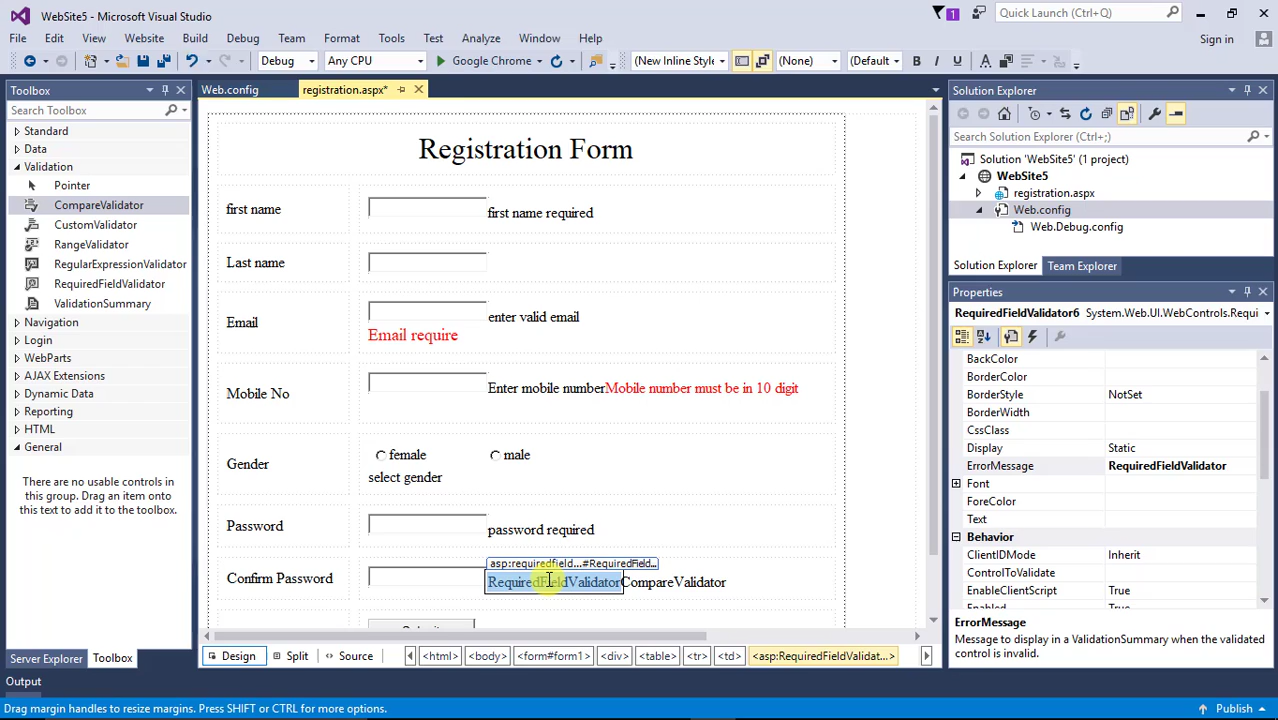 WebSite5 - Microsoft Visual Studio
1
Quick Launch (Ctrl+Q)
File Edit View Website Build Debug Team Format Tools Test Analyze Window Help
Sign in
Debug Any CPU Google Chrome (New Inline Style (None) (Default B I U A
Toolbox
Search Toolbox
Standard
Data
Validation
Pointer
CompareValidator
CustomValidator
RangeValidator
RegularExpressionValidator
RequiredFieldValidator
ValidationSummary
Navigation
Login
WebParts
AJAX Extensions
Dynamic Data
Reporting
HTML
General
There are no usable controls in
this group. Drag an item onto
this text to add it to the toolbox.
Server Explorer Toolbox
Web.config registration.aspx*
Registration Form
first name first name required
Last name
Email enter valid email
Email require
Mobile No Enter mobile numberMobile number must be in 10 digit
Gender female male
select gender
Password password required
asp:requiredfield...#RequiredField...
Confirm Password RequiredFieldValidatorCompareValidator
Design Split Source <html> <body> <form#form1> <div> <table> <tr> <td> <asp:RequiredFieldValidat...>
Solution Explorer
Search Solution Explorer (Ctrl+;)
Solution 'WebSite5' (1 project)
WebSite5
registration.aspx
Web.config
Web.Debug.config
Solution Explorer Team Explorer
Properties
RequiredFieldValidator6 System.Web.UI.WebControls.Requi
BackColor
BorderColor
BorderStyle NotSet
BorderWidth
CssClass
Display Static
ErrorMessage RequiredFieldValidator
Font
ForeColor
Text
Behavior
ClientIDMode Inherit
ControlToValidate
EnableClientScript True
Enabled True
ErrorMessage
Message to display in a ValidationSummary when the validated
control is invalid.
Output
Drag margin handles to resize margins. Press SHIFT or CTRL for more options.
Publish